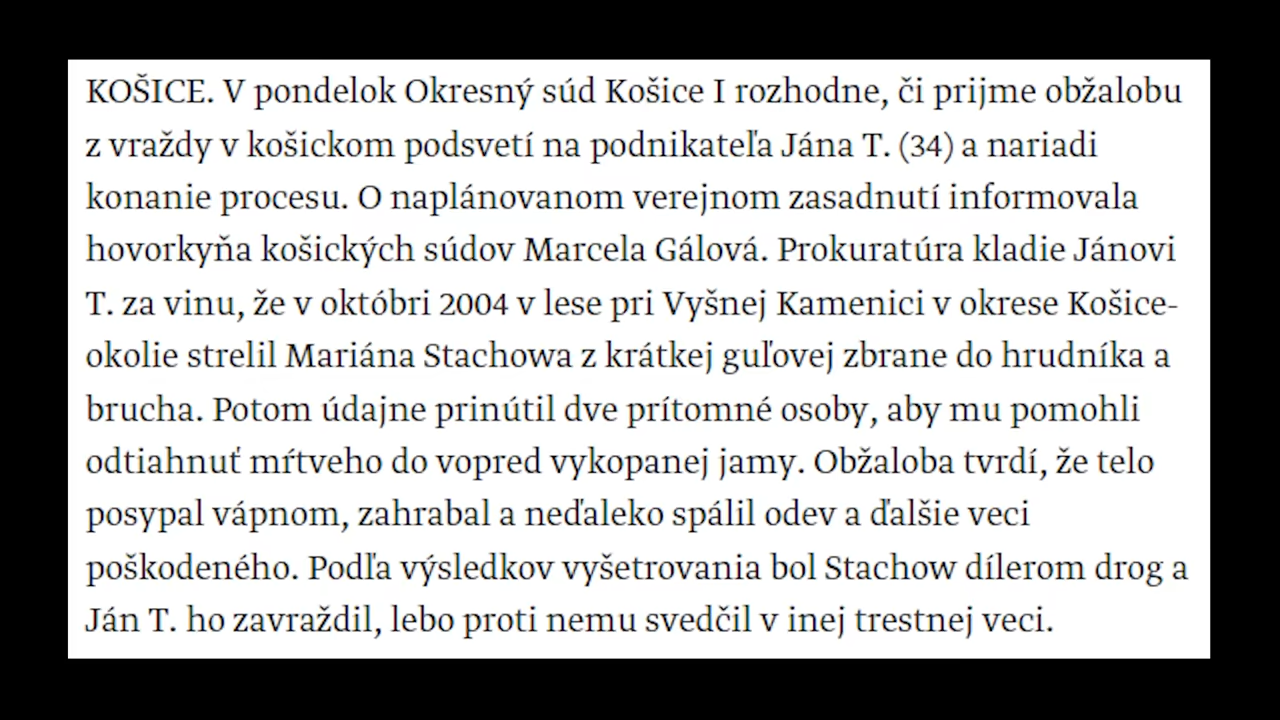 KOŠICE. V pondelok Okresný súd Košice I rozhodne, či prijme obžalobu
z vraždy v košickom podsvetí na podnikateľa Jána T. (34) a nariadi
konanie procesu. O naplánovanom verejnom zasadnutí informovala
hovorkyňa košických súdov Marcela Gálová. Prokuratúra kladie Jánovi
T. za vinu, že v októbri 2004 v lese pri Vyšnej Kamenici v okrese Košice-
okolie strelil Mariána Stachowa z krátkej guľovej zbrane do hrudníka a
brucha. Potom údajne prinútil dve prítomné osoby, aby mu pomohli
odtiahnuť mŕtveho do vopred vykopanej jamy. Obžaloba tvrdí, že telo
posypal vápnom, zahrabal a neďaleko spálil odev a ďalšie veci
poškodeného. Podľa výsledkov vyšetrovania bol Stachow dílerom drog a
Ján T. ho zavraždil, lebo proti nemu svedčil v inej trestnej veci.